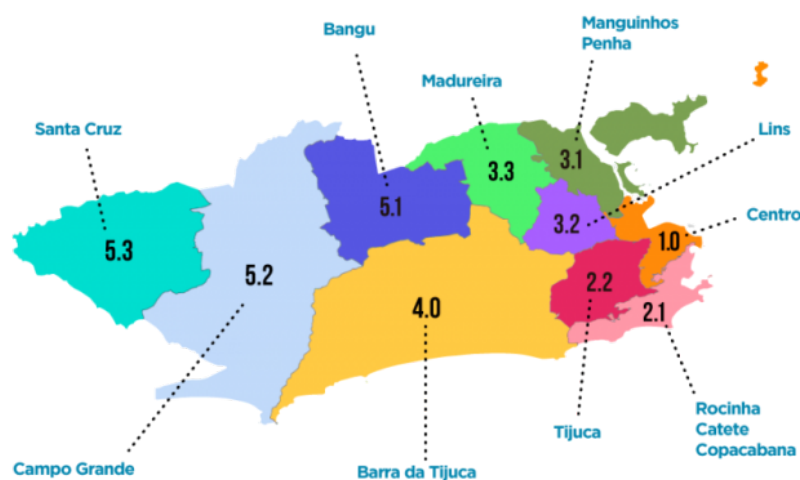 Bangu
Manguinhos
Penha
Madureira
Santa Cruz
Lins
3.1
3.3
5.1
3.2
Centro
1.0
5.3
5.2
2.2
4.0
2.1
Rocinha
Catete
Copacabana
Tijuca
Campo Grande
Barra da Tijuca